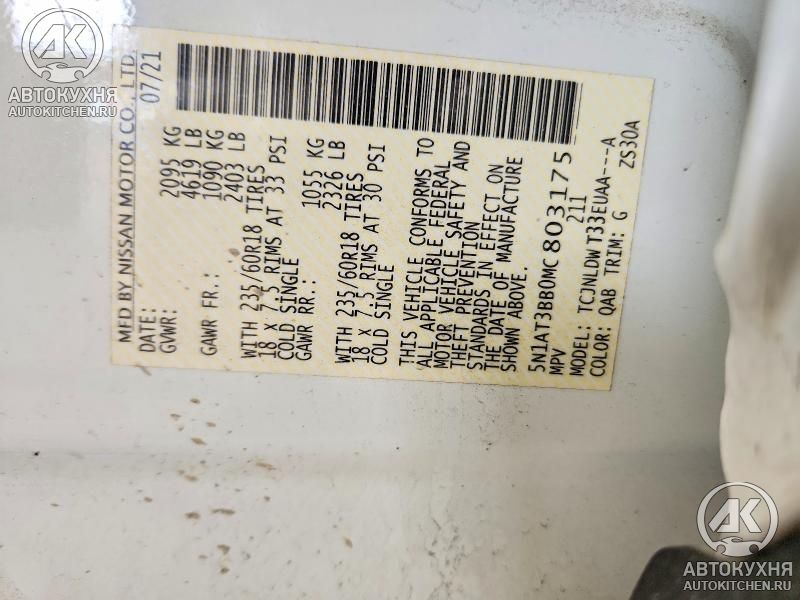 MFD BY NISSAN MOTOR CO., LTD.
DATE: 07/21
GVWR: 2095 KG
4619 LB
GAWR FR.: 1090 KG
2403 LB
WITH 235/60R18 TIRES
18 X 7.5 RIMS AT 33 PSI
COLD SINGLE
GAWR RR.: 1055 KG
2326 LB
WITH 235/60R18 TIRES
18 X 7.5 RIMS AT 30 PSI
COLD SINGLE
THIS VEHICLE CONFORMS TO
ALL APPLICABLE FEDERAL
MOTOR VEHICLE SAFETY AND
THEFT PREVENTION
STANDARDS IN EFFECT ON
THE DATE OF MANUFACTURE
SHOWN ABOVE.
5N1AT3BB0MC803175
MPV 211
MODEL: TCJNLDWT33EUAA---A
COLOR: QAB TRIM: G ZS30A
АК
АВТОКУХНЯ
AUTOKITCHEN.RU
АК
АВТОКУХНЯ
AUTOKITCHEN.RU